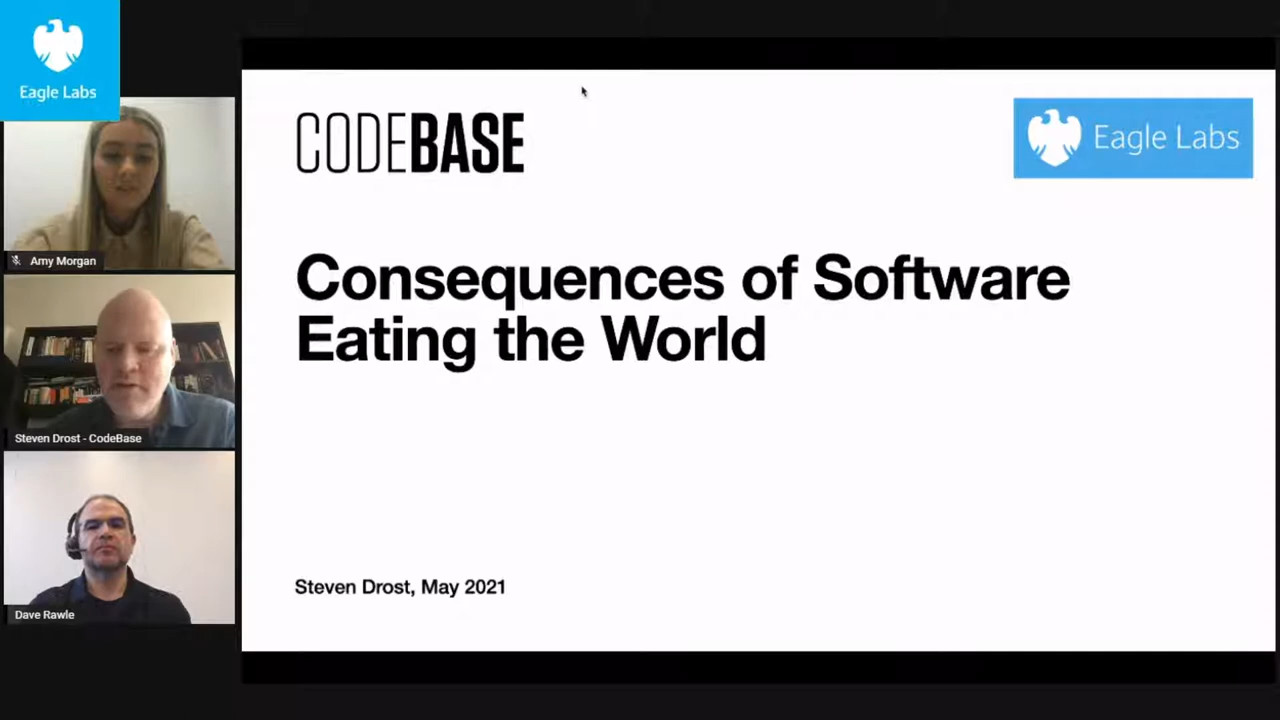 Eagle Labs
Amy Morgan
Steven Drost - CodeBase
Dave Rawle
CODEBASE
Eagle Labs
Consequences of Software
Eating the World
Steven Drost, May 2021